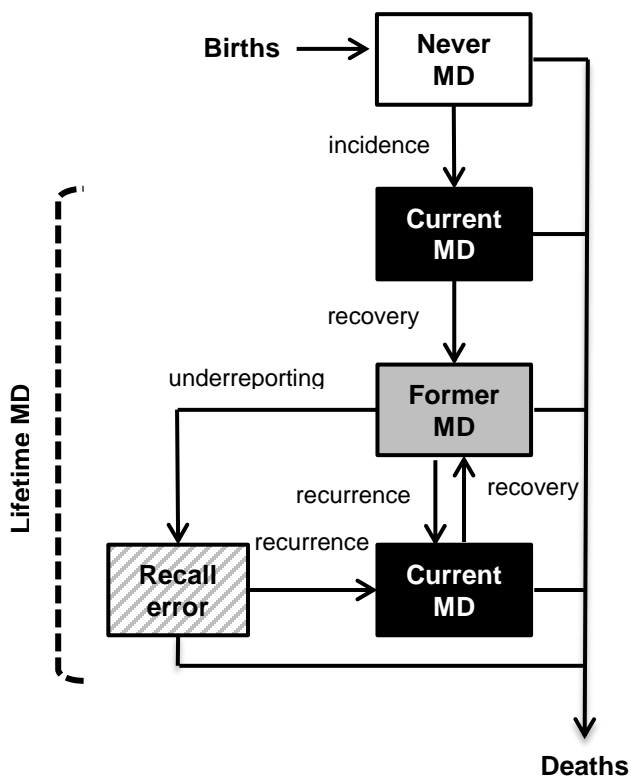 Births
Never
MD
incidence
Current
MD
recovery
underreporting
Former
MD
Lifetime MD
recurrence
recovery
recurrence
Recall
error
Current
MD
Deaths